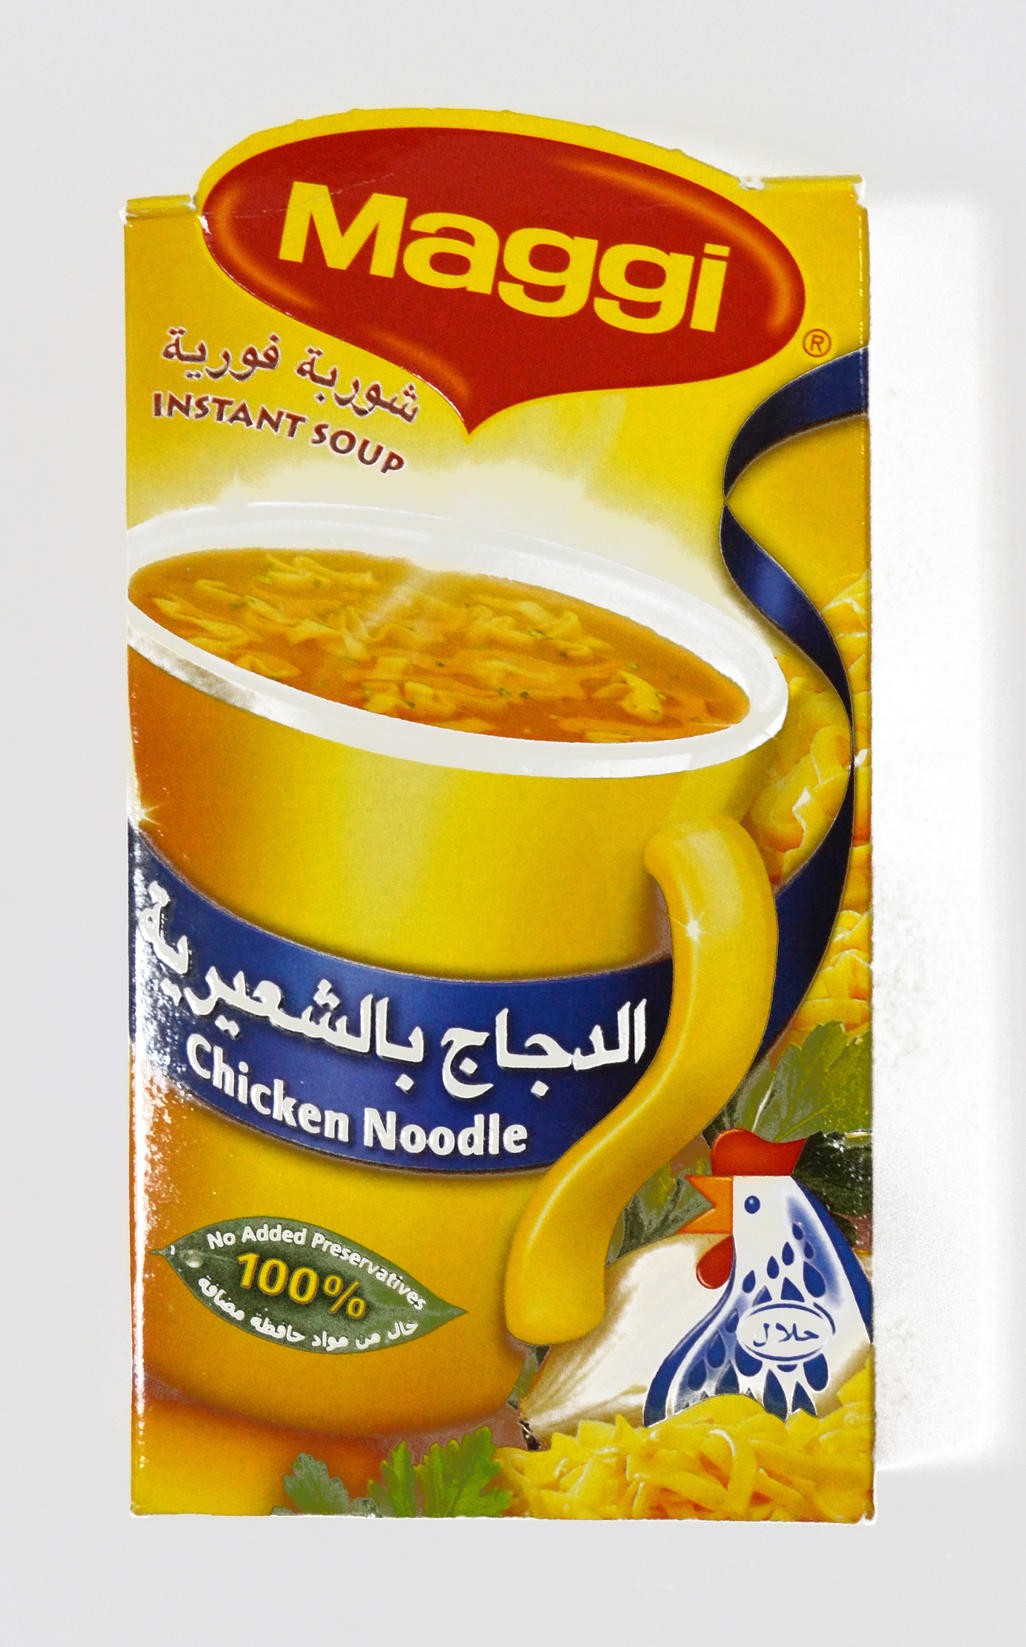 Maggi
®
شوربة فورية
INSTANT SOUP
الدجاج بالشعيرية
Chicken Noodle
No Added Preservatives
100%
خال من مواد حافظة مضافة
حلال